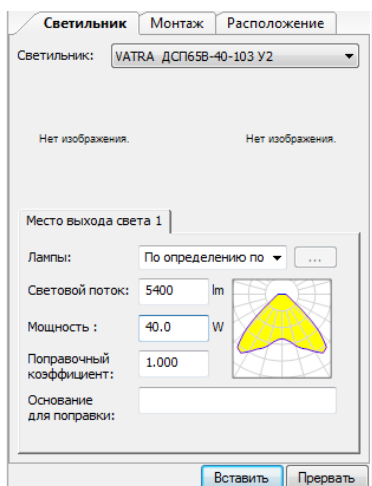 Светильник Монтаж Расположение
Светильник: VATRA ДСП65В-40-103 У2
Нет изображения. Нет изображения.
Место выхода света 1
Лампы: По определению по ...
Световой поток: 5400 lm
Мощность : 40.0 W
Поправочный
коэффициент: 1.000
Основание
для поправки:
Вставить Прервать